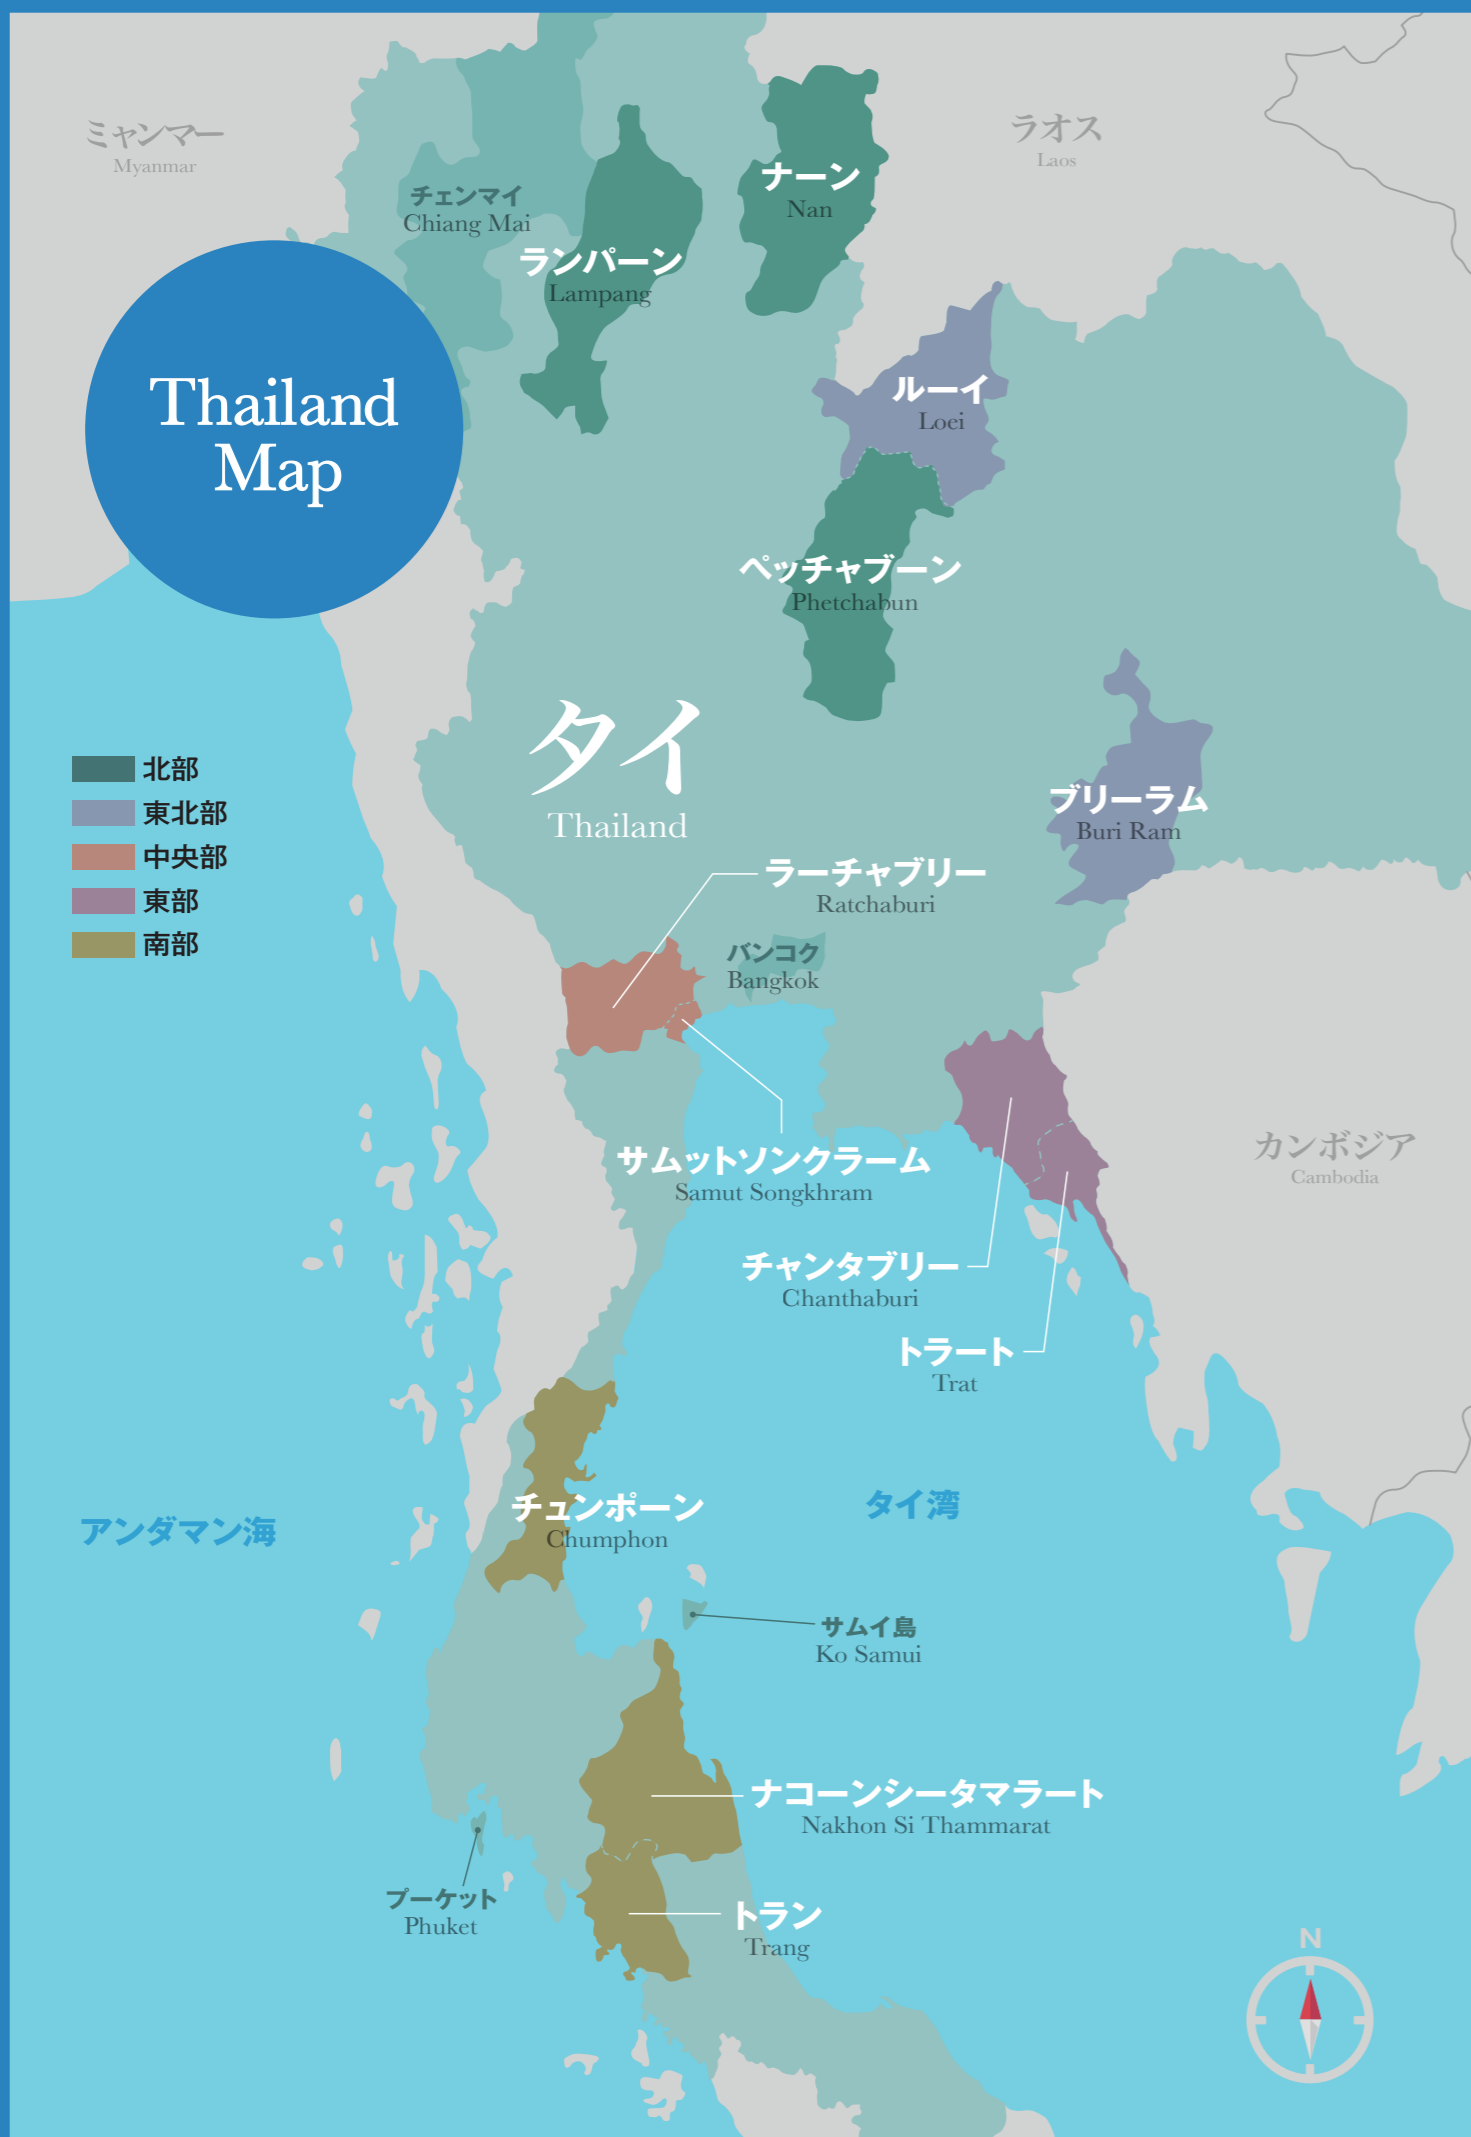 ミャンマー
Myanmar
ラオス
Laos
ナーン
Nan
チェンマイ
Chiang Mai
ランパーン
Lampang
Thailand
Map
ルーイ
Loei
ペッチャブーン
Phetchabun
タイ
Thailand
北部
東北部
中央部
東部
南部
ブリーラム
Buri Ram
ラーチャブリー
Ratchaburi
バンコク
Bangkok
サムットソンクラーム
Samut Songkhram
カンボジア
Cambodia
チャンタブリー
Chanthaburi
トラート
Trat
チュンポーン
Chumphon
タイ湾
アンダマン海
サムイ島
Ko Samui
ナコーンシータマラート
Nakhon Si Thammarat
プーケット
Phuket
トラン
Trang
N